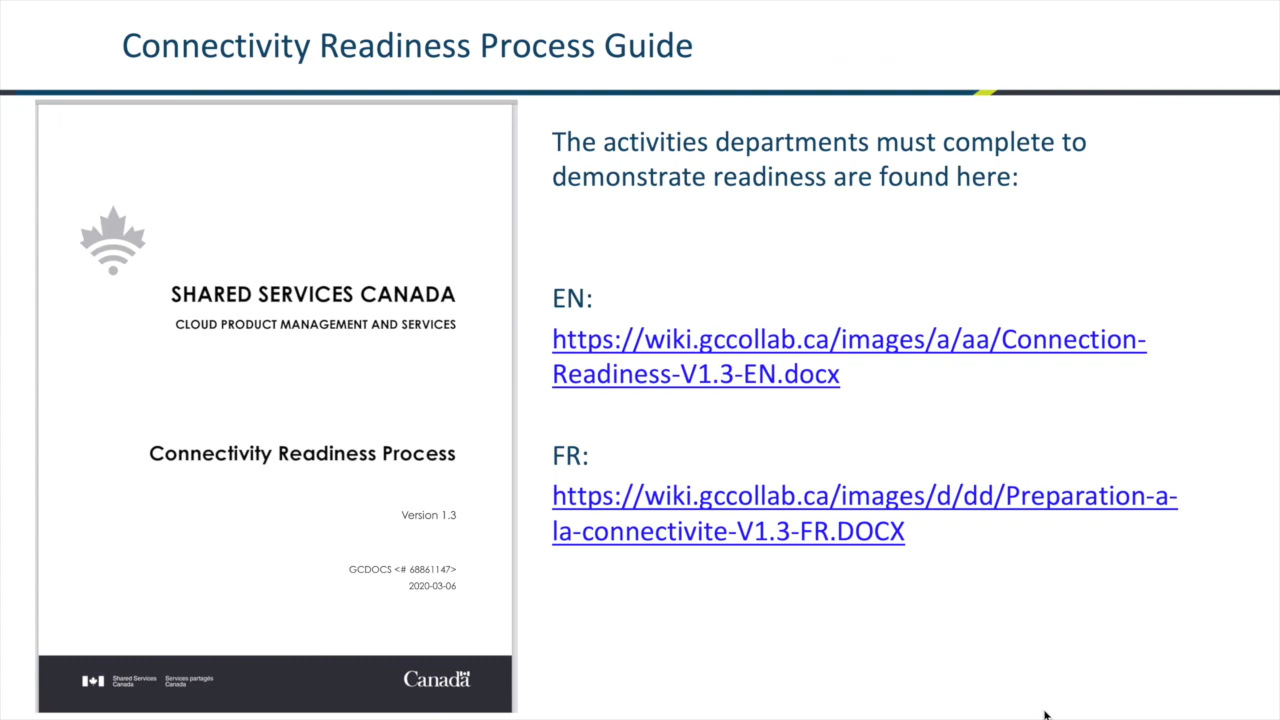 Connectivity Readiness Process Guide
SHARED SERVICES CANADA
CLOUD PRODUCT MANAGEMENT AND SERVICES
Connectivity Readiness Process
Version 1.3
GCDOCS <# 68861147>
2020-03-06
Shared Services Canada
Services partagés Canada
Canada
The activities departments must complete to
demonstrate readiness are found here:
EN:
https://wiki.gccollab.ca/images/a/aa/Connection-
Readiness-V1.3-EN.docx
FR:
https://wiki.gccollab.ca/images/d/dd/Preparation-a-
la-connectivite-V1.3-FR.DOCX